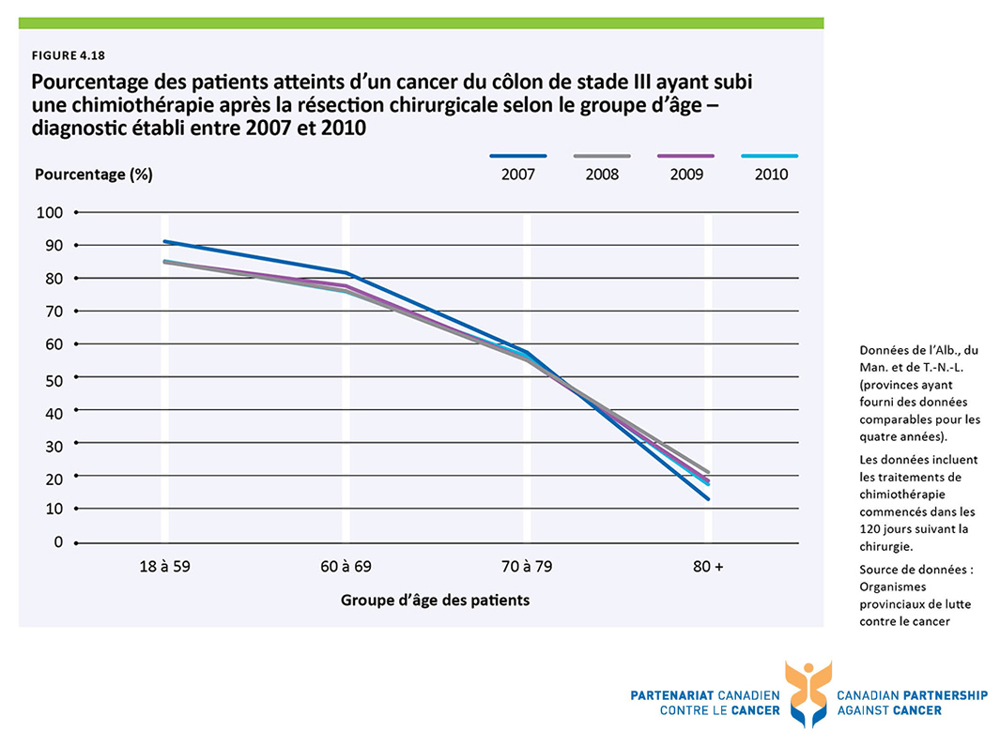 FIGURE 4.18
Pourcentage des patients atteints d’un cancer du côlon de stade III ayant subi
une chimiothérapie après la résection chirurgicale selon le groupe d’âge –
diagnostic établi entre 2007 et 2010
Pourcentage (%)
2007
2008
2009
2010
100
90
80
70
60
50
40
30
20
10
0
18 à 59
60 à 69
70 à 79
80 +
Groupe d’âge des patients
Données de l’Alb., du
Man. et de T.-N.-L.
(provinces ayant
fourni des données
comparables pour les
quatre années).
Les données incluent
les traitements de
chimiothérapie
commencés dans les
120 jours suivant la
chirurgie.
Source de données :
Organismes
provinciaux de lutte
contre le cancer
PARTENARIAT CANADIEN
CONTRE LE CANCER
CANADIAN PARTNERSHIP
AGAINST CANCER